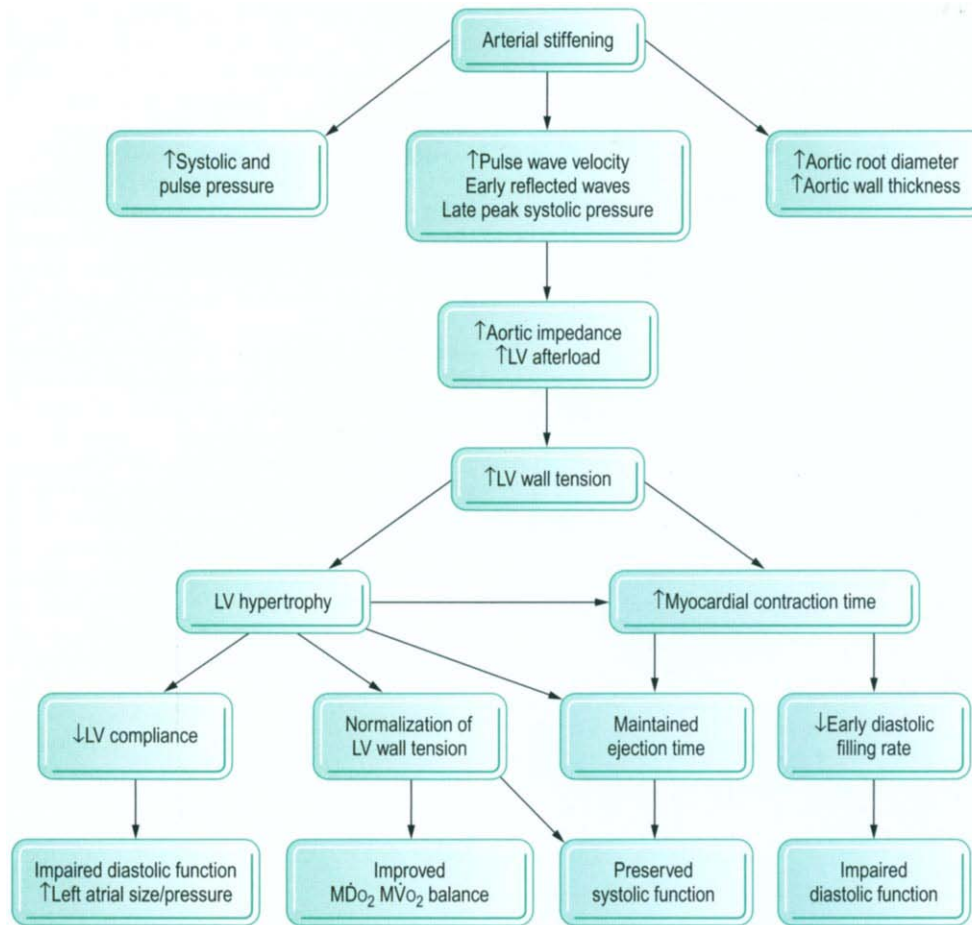 Arterial stiffening
↑Systolic and
pulse pressure
↑Pulse wave velocity
Early reflected waves
Late peak systolic pressure
↑Aortic root diameter
↑Aortic wall thickness
↑Aortic impedance
↑LV afterload
↑LV wall tension
LV hypertrophy
↑Myocardial contraction time
↓LV compliance
Normalization of
LV wall tension
Maintained
ejection time
↓Early diastolic
filling rate
Impaired diastolic function
↑Left atrial size/pressure
Improved
MḊO₂ MV̇O₂ balance
Preserved
systolic function
Impaired
diastolic function